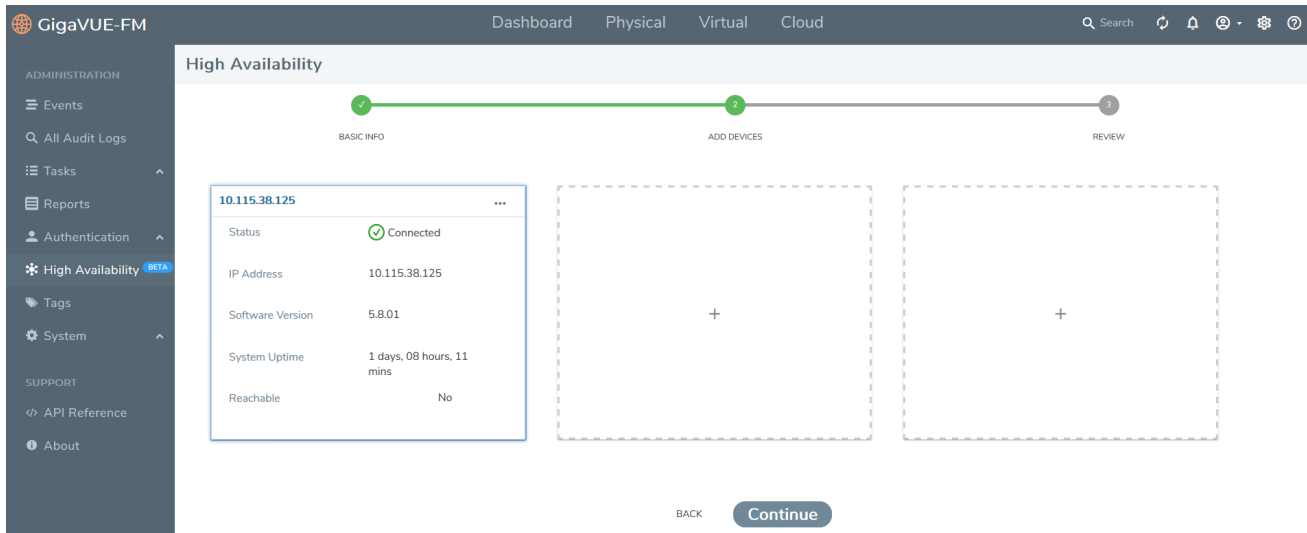 GigaVUE-FM
Dashboard Physical Virtual Cloud
Search
ADMINISTRATION
Events
All Audit Logs
Tasks
Reports
Authentication
High Availability BETA
Tags
System
SUPPORT
API Reference
About
High Availability
2
3
BASIC INFO
ADD DEVICES
REVIEW
10.115.38.125 ...
Status Connected
IP Address 10.115.38.125
Software Version 5.8.01
System Uptime 1 days, 08 hours, 11
mins
Reachable No
+
+
BACK Continue